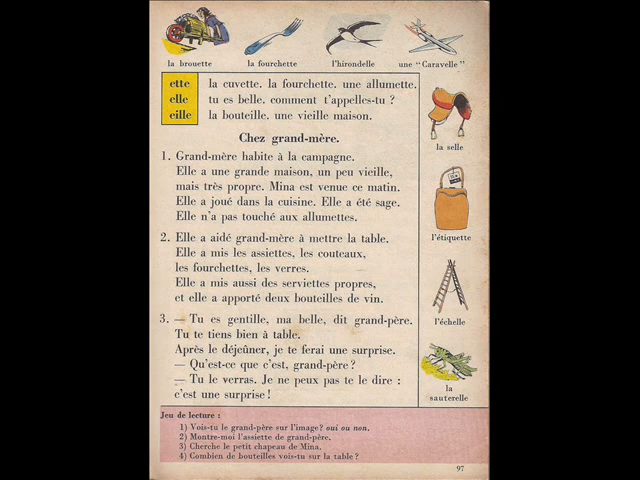 la brouette
la fourchette
l'hirondelle
une "Caravelle"
ette la cuvette. la fourchette. une allumette.
elle tu es belle. comment t'appelles-tu ?
eille la bouteille. une vieille maison.
Chez grand-mère.
1. Grand-mère habite à la campagne.
Elle a une grande maison, un peu vieille,
mais très propre. Mina est venue ce matin.
Elle a joué dans la cuisine. Elle a été sage.
Elle n'a pas touché aux allumettes.
2. Elle a aidé grand-mère à mettre la table.
Elle a mis les assiettes, les couteaux,
les fourchettes, les verres.
Elle a mis aussi des serviettes propres,
et elle a apporté deux bouteilles de vin.
3. — Tu es gentille, ma belle, dit grand-père.
Tu te tiens bien à table.
Après le déjeûner, je te ferai une surprise.
— Qu'est-ce que c'est, grand-père ?
— Tu le verras. Je ne peux pas te le dire :
c'est une surprise !
la selle
l'étiquette
l'échelle
la
sauterelle
Jeu de lecture :
1) Vois-tu le grand-père sur l'image ? oui ou non.
2) Montre-moi l'assiette de grand-père.
3) Cherche le petit chapeau de Mina.
4) Combien de bouteilles vois-tu sur la table ?
97